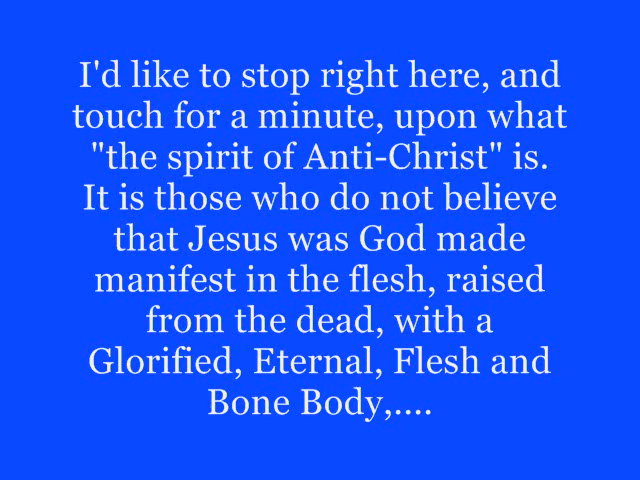 I'd like to stop right here, and
touch for a minute, upon what
"the spirit of Anti-Christ" is.
It is those who do not believe
that Jesus was God made
manifest in the flesh, raised
from the dead, with a
Glorified, Eternal, Flesh and
Bone Body,....